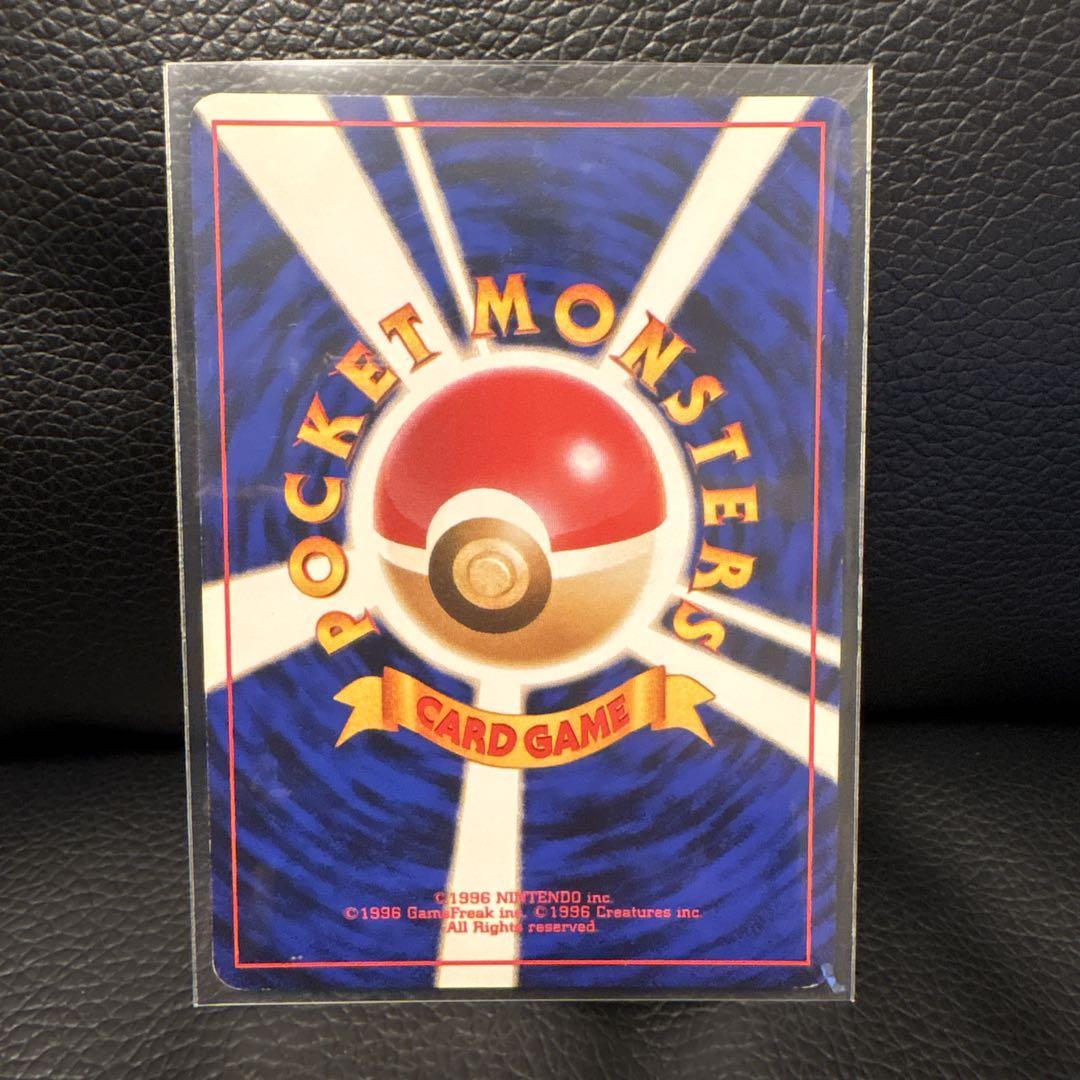 POCKET MONSTERS
CARD GAME
©1996 NINTENDO inc.
©1996 GameFreak inc. ©1996 Creatures inc.
All Rights reserved.